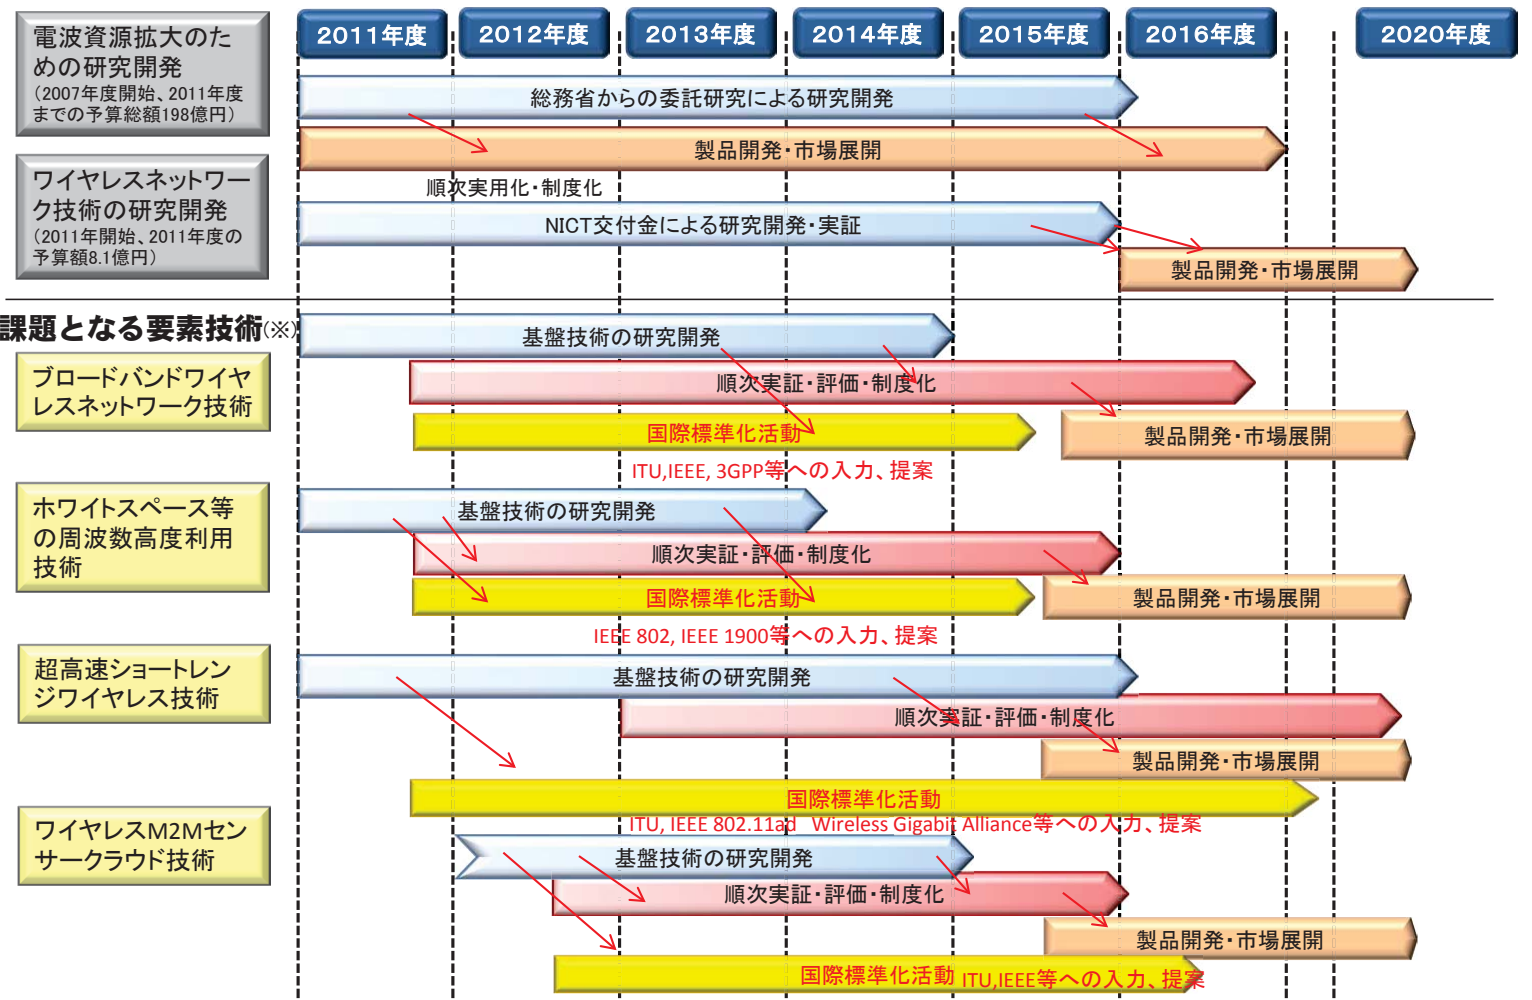 電波資源拡大のた
めの研究開発
(2007年度開始、2011年度
までの予算総額198億円)
2011年度
2012年度
2013年度
2014年度
2015年度
2016年度
2020年度
総務省からの委託研究による研究開発
製品開発・市場展開
順次実用化・制度化
ワイヤレスネットワー
ク技術の研究開発
(2011年開始、2011年度の
予算額8.1億円)
NICT交付金による研究開発・実証
製品開発・市場展開
課題となる要素技術(※)
基盤技術の研究開発
ブロードバンドワイヤ
レスネットワーク技術
順次実証・評価・制度化
国際標準化活動
製品開発・市場展開
ITU,IEEE, 3GPP等への入力、提案
ホワイトスペース等
の周波数高度利用
技術
基盤技術の研究開発
順次実証・評価・制度化
国際標準化活動
製品開発・市場展開
IEEE 802, IEEE 1900等への入力、提案
超高速ショートレン
ジワイヤレス技術
基盤技術の研究開発
順次実証・評価・制度化
製品開発・市場展開
国際標準化活動
ITU, IEEE 802.11ad Wireless Gigabit Alliance等への入力、提案
ワイヤレスM2Mセン
サークラウド技術
基盤技術の研究開発
順次実証・評価・制度化
製品開発・市場展開
国際標準化活動 ITU,IEEE等への入力、提案